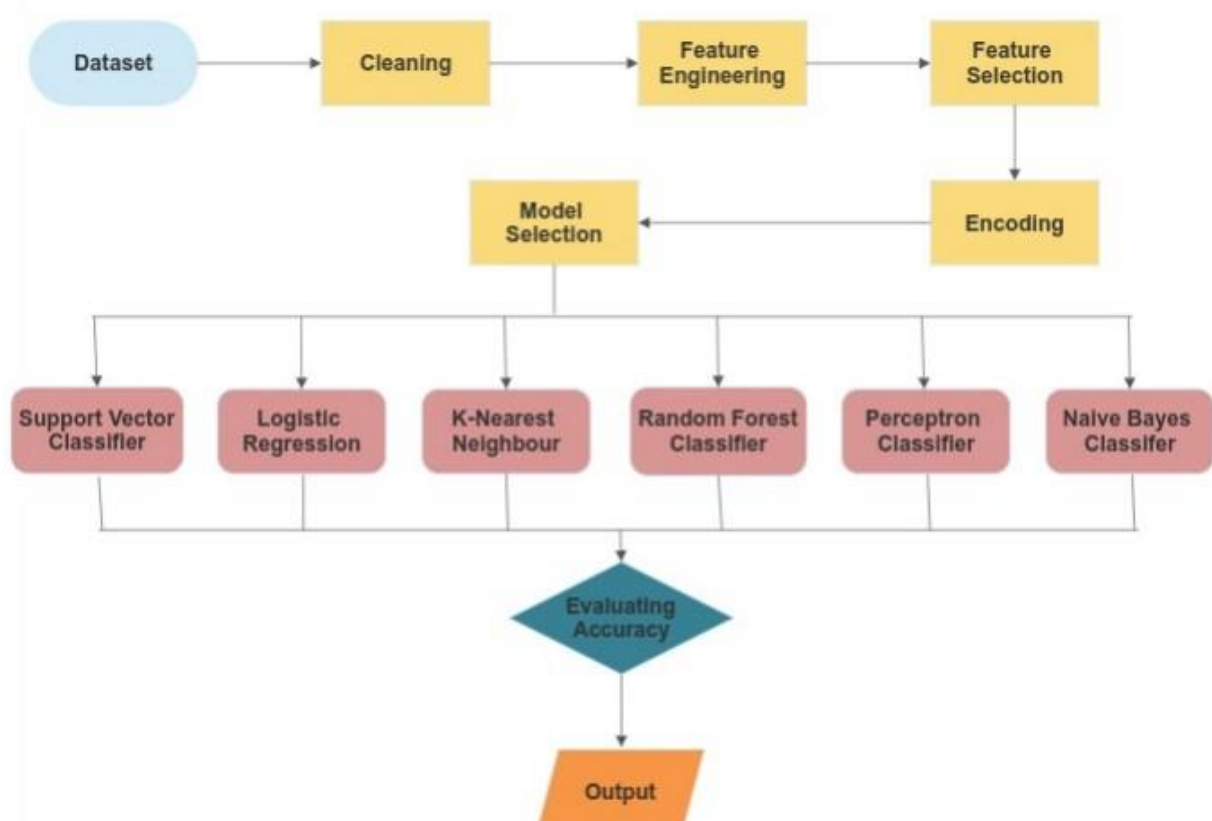 Dataset
Cleaning
Feature
Engineering
Feature
Selection
Model
Selection
Encoding
Support Vector
Classifier
Logistic
Regression
K-Nearest
Neighbour
Random Forest
Classifier
Perceptron
Classifier
Naive Bayes
Classifer
Evaluating
Accuracy
Output